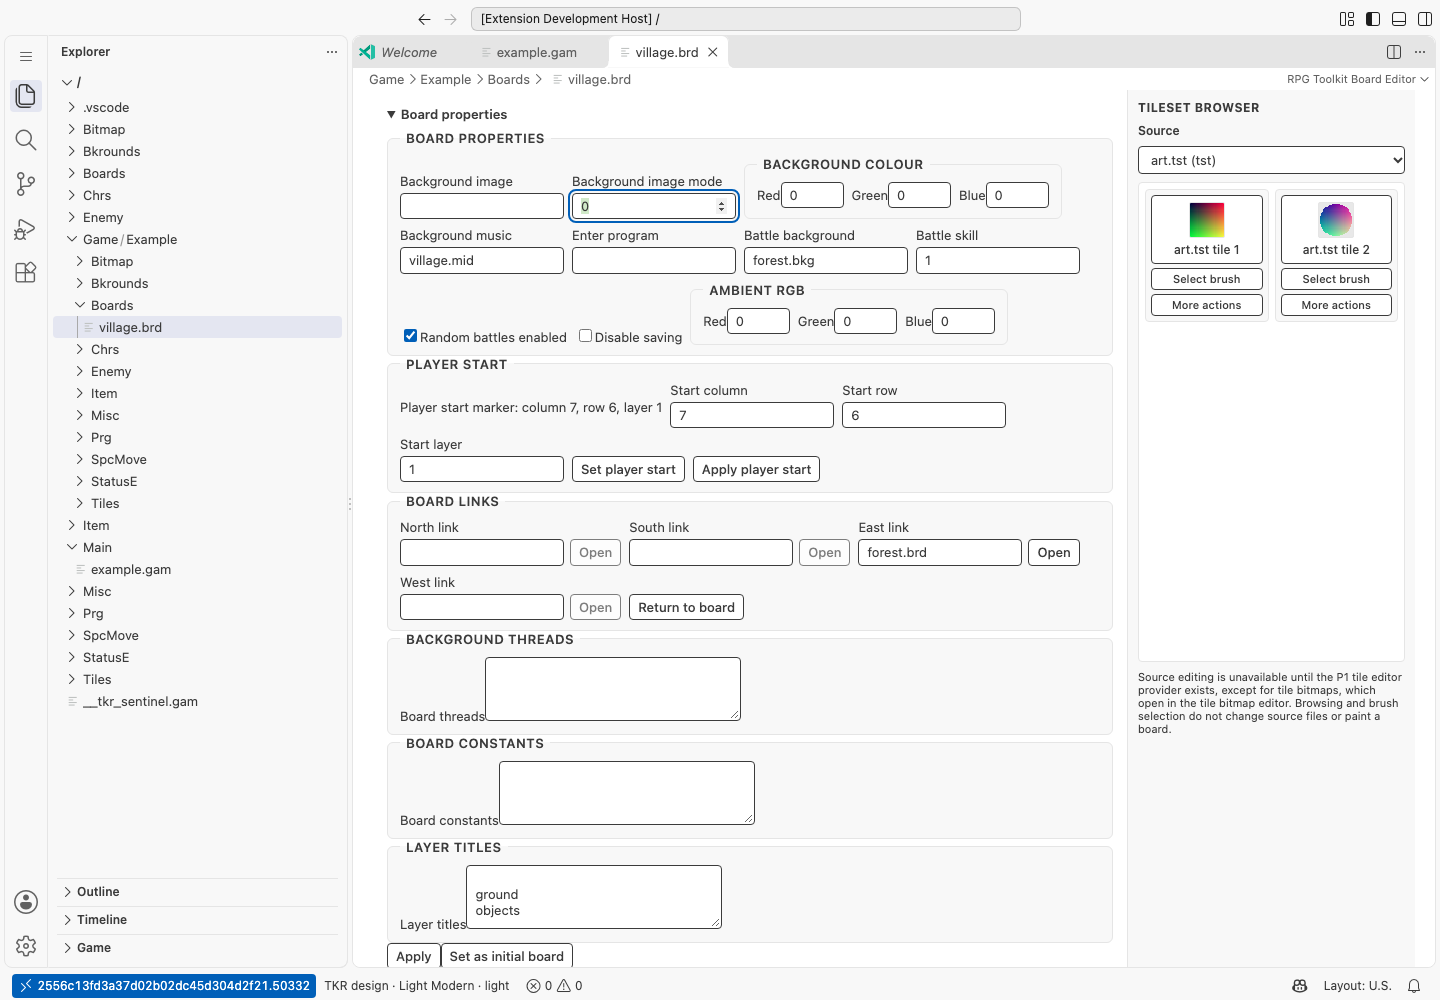 [Extension Development Host] /
Explorer
/
.vscode
Bitmap
Bkrounds
Boards
Chrs
Enemy
Game / Example
Bitmap
Bkrounds
Boards
village.brd
Chrs
Enemy
Item
Misc
Prg
SpcMove
StatusE
Tiles
Item
Main
example.gam
Misc
Prg
SpcMove
StatusE
Tiles
__tkr_sentinel.gam
Outline
Timeline
Game
Welcome
example.gam
village.brd
Game > Example > Boards > village.brd
RPG Toolkit Board Editor
Board properties
BOARD PROPERTIES
Background image
Background image mode
0
BACKGROUND COLOUR
Red 0 Green 0 Blue 0
Background music
Enter program
Battle background
Battle skill
village.mid
forest.bkg
1
AMBIENT RGB
Red 0 Green 0 Blue 0
Random battles enabled
Disable saving
PLAYER START
Player start marker: column 7, row 6, layer 1
Start column
7
Start row
6
Start layer
1
Set player start
Apply player start
BOARD LINKS
North link
Open
South link
Open
East link
forest.brd
Open
West link
Open
Return to board
BACKGROUND THREADS
Board threads
BOARD CONSTANTS
Board constants
LAYER TITLES
ground
objects
Layer titles
Apply
Set as initial board
TILESET BROWSER
Source
art.tst (tst)
art.tst tile 1
Select brush
More actions
art.tst tile 2
Select brush
More actions
Source editing is unavailable until the P1 tile editor
provider exists, except for tile bitmaps, which
open in the tile bitmap editor. Browsing and brush
selection do not change source files or paint a
board.
2556c13fd3a37d02b02dc45d304d2f21.50332
TKR design · Light Modern · light
0
0
Layout: U.S.